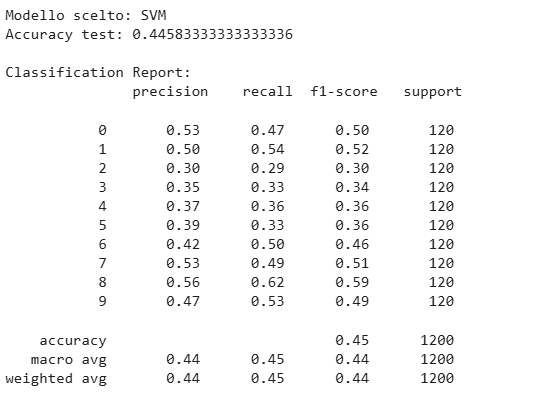 Modello scelto: SVM
Accuracy test: 0.44583333333333336
Classification Report:
precision recall f1-score support
0 0.53 0.47 0.50 120
1 0.50 0.54 0.52 120
2 0.30 0.29 0.30 120
3 0.35 0.33 0.34 120
4 0.37 0.36 0.36 120
5 0.39 0.33 0.36 120
6 0.42 0.50 0.46 120
7 0.53 0.49 0.51 120
8 0.56 0.62 0.59 120
9 0.47 0.53 0.49 120
accuracy 0.45 1200
macro avg 0.44 0.45 0.44 1200
weighted avg 0.44 0.45 0.44 1200